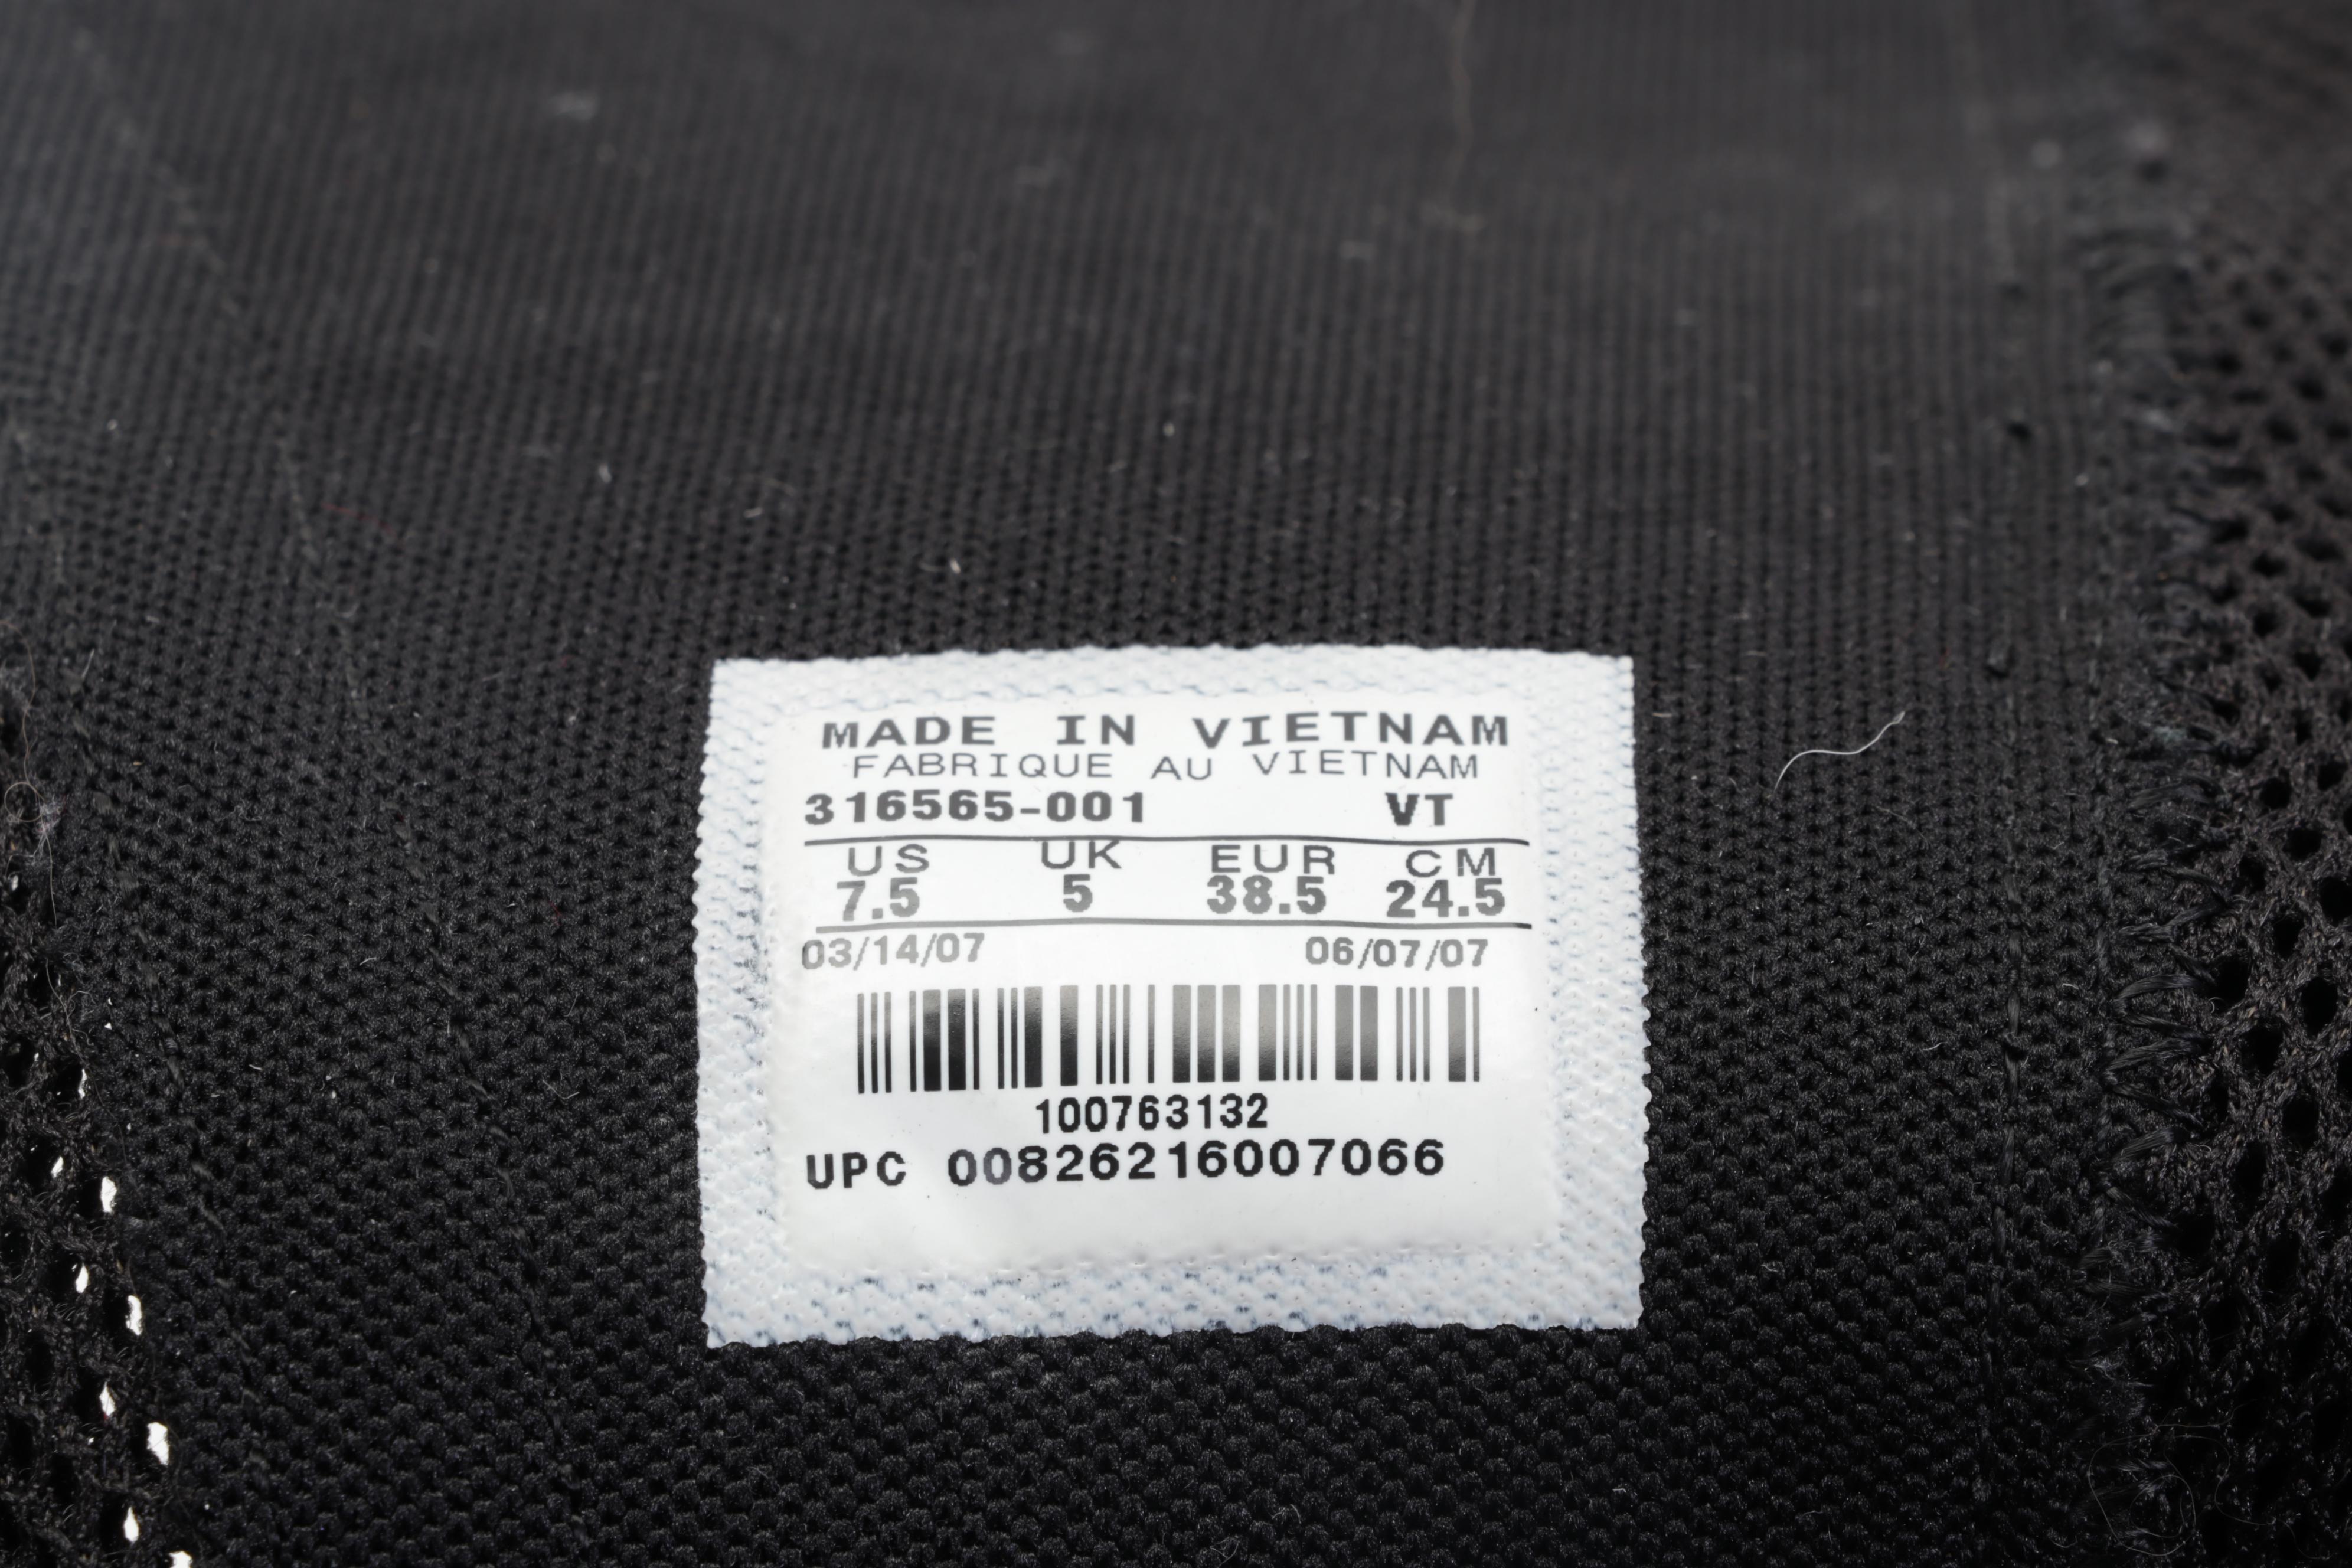 MADE IN VIETNAM
FABRIQUE AU VIETNAM
316565-001 VT
US UK EUR CM
7.5 5 38.5 24.5
03/14/07 06/07/07
100763132
UPC 00826216007066